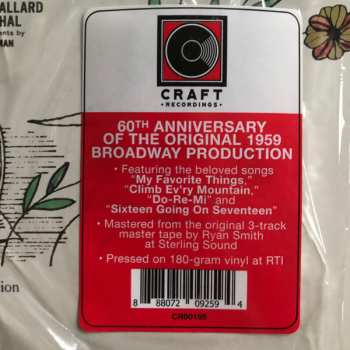 ALLARD
HAL
ents by
MAN
CRAFT
• RECORDINGS •
60TH ANNIVERSARY
OF THE ORIGINAL 1959
BROADWAY PRODUCTION
• Featuring the beloved songs
"My Favorite Things,"
"Climb Ev'ry Mountain,"
"Do-Re-Mi" and
"Sixteen Going On Seventeen"
• Mastered from the original 3-track
master tape by Ryan Smith
at Sterling Sound
• Pressed on 180-gram vinyl at RTI
8 88072 09259 4
tion